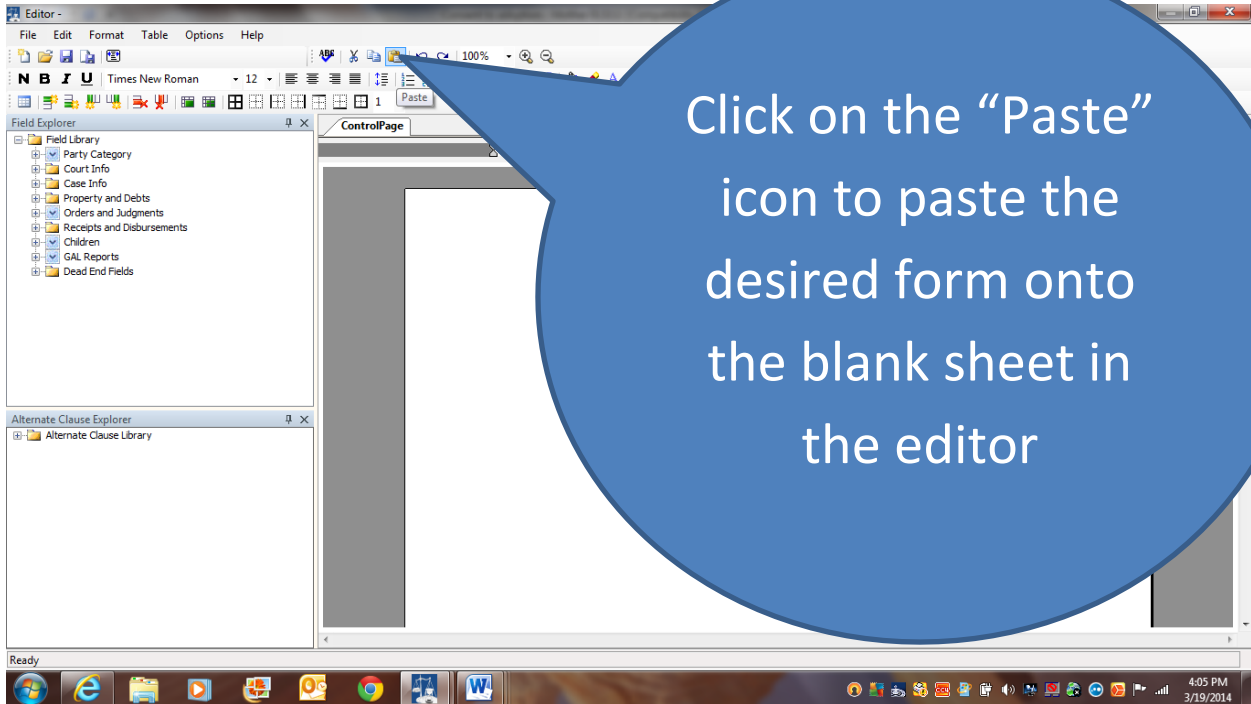 Editor -
File Edit Format Table Options Help
100%
N B I U Times New Roman 12
1
Paste
Field Explorer
ControlPage
Field Library
Party Category
Court Info
Case Info
Property and Debts
Orders and Judgments
Receipts and Disbursements
Children
GAL Reports
Dead End Fields
Alternate Clause Explorer
Alternate Clause Library
Click on the “Paste”
icon to paste the
desired form onto
the blank sheet in
the editor
Ready
4:05 PM
3/19/2014